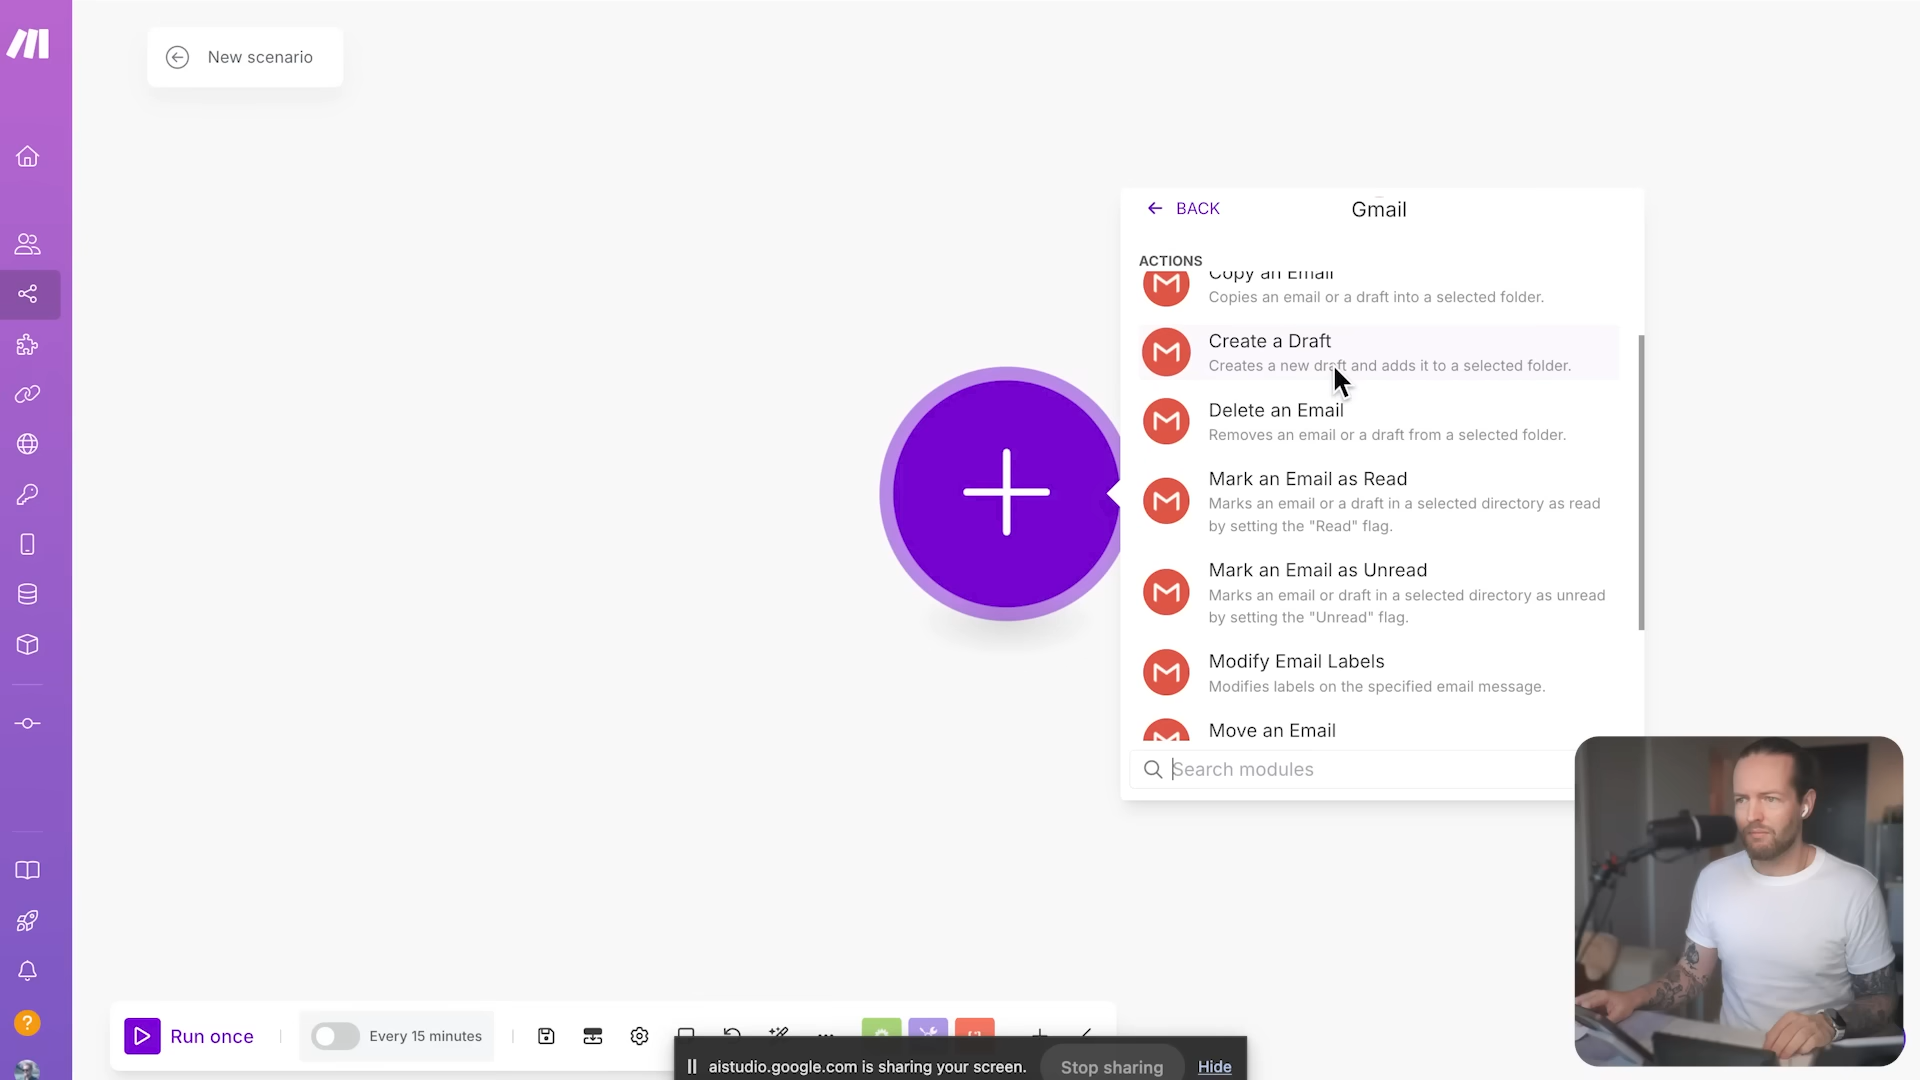 New scenario
BACK
Gmail
ACTIONS
Copy an Email
Copies an email or a draft into a selected folder.
Create a Draft
Creates a new draft and adds it to a selected folder.
Delete an Email
Removes an email or a draft from a selected folder.
Mark an Email as Read
Marks an email or a draft in a selected directory as read
by setting the "Read" flag.
Mark an Email as Unread
Marks an email or draft in a selected directory as unread
by setting the "Unread" flag.
Modify Email Labels
Modifies labels on the specified email message.
Move an Email
Search modules
?
Run once
Every 15 minutes
aistudio.google.com is sharing your screen.
Stop sharing
Hide